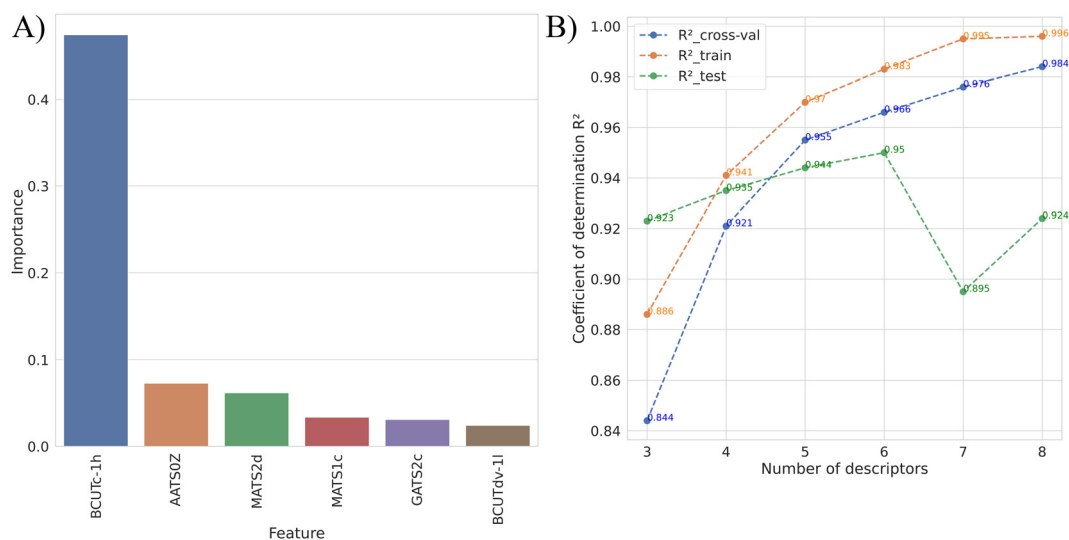 A)
0.4
0.3
0.2
0.1
0.0
Importance
BCUTc-1h
AATS0Z
MATS2d
MATS1c
GATS2c
BCUTdv-1l
Feature
B)
R²_cross-val
R²_train
R²_test
1.00
0.98
0.96
0.94
0.92
0.90
0.88
0.86
0.84
Coefficient of determination R²
0.844
0.921
0.955
0.966
0.976
0.984
0.886
0.941
0.97
0.983
0.995
0.996
0.923
0.935
0.944
0.95
0.895
0.924
3 4 5 6 7 8
Number of descriptors